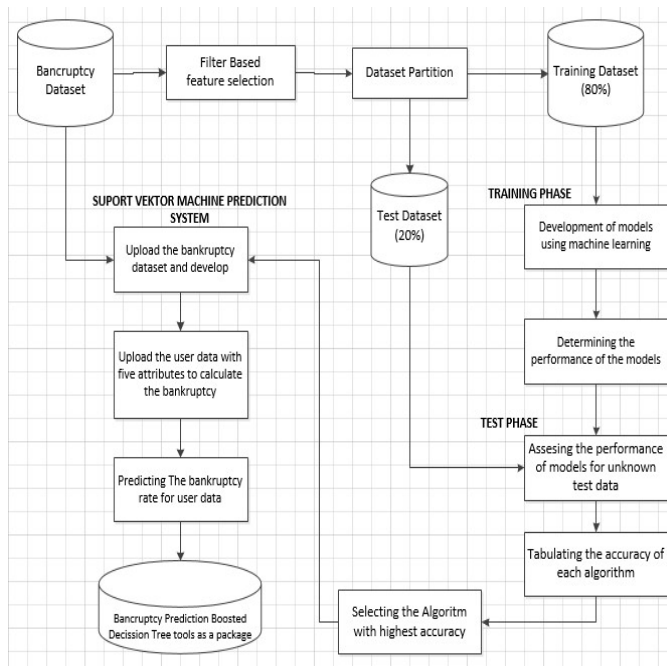 Bancruptcy
Dataset
Filter Based
feature selection
Dataset Partition
Training Dataset
(80%)
Test Dataset
(20%)
TRAINING PHASE
Development of models
using machine learning
Determining the
performance of the models
TEST PHASE
Assesing the performance
of models for unknown
test data
Tabulating the accuracy of
each algorithm
Selecting the Algoritm
with highest accuracy
SUPORT VEKTOR MACHINE PREDICTION
SYSTEM
Upload the bankruptcy
dataset and develop
Upload the user data with
five attributes to calculate
the bankruptcy
Predicting The bankruptcy
rate for user data
Bancruptcy Prediction Boosted
Decission Tree tools as a package